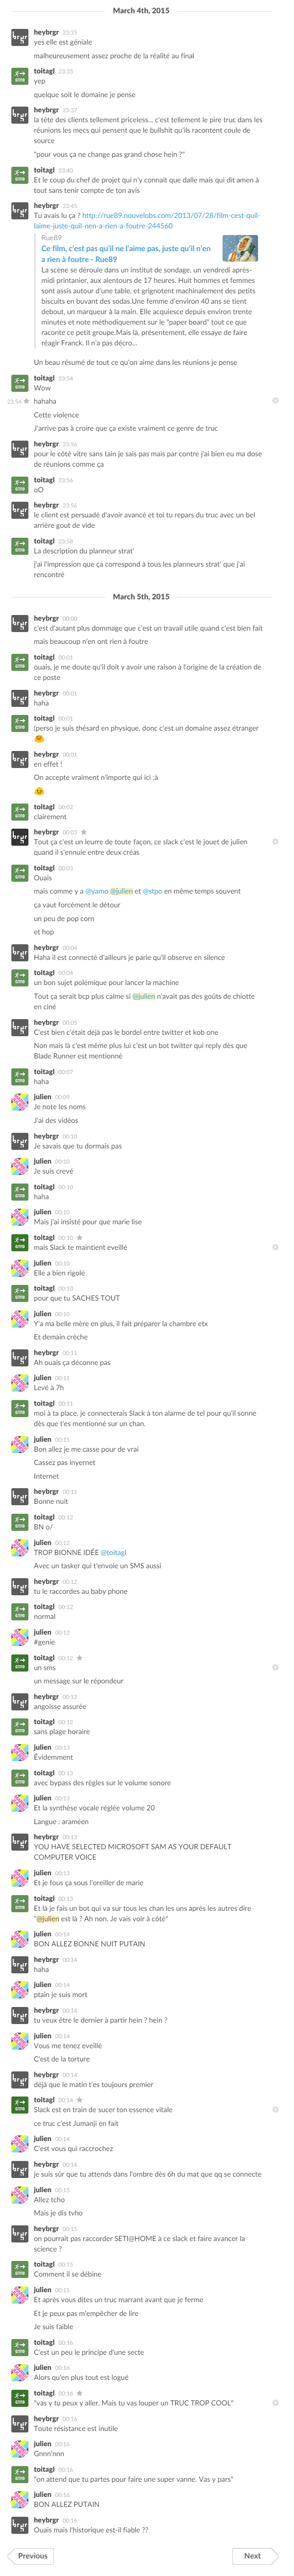 March 4th, 2015
heybrgr 23:35
yes elle est géniale
malheureusement assez proche de la réalité au final
toitagl 23:35
yep
quelque soit le domaine je pense
heybrgr 23:37
la tête des clients tellement priceless... c'est tellement le pire truc dans les
réunions les mecs qui pensent que le bullshit qu'ils racontent coule de
source
"pour vous ça ne change pas grand chose hein ?"
toitagl 23:40
Et le coup du chef de projet qui n'y connait que dalle mais qui dit amen à
tout sans tenir compte de ton avis
heybrgr 23:45
Tu avais lu ça ? http://rue89.nouvelobs.com/2013/07/28/film-cest-quil-
laime-juste-quil-nen-a-rien-a-foutre-244560
Rue89
Ce film, c'est pas qu'il ne l'aime pas, juste qu'il n'en
a rien à foutre - Rue89
La scène se déroule dans un institut de sondage, un vendredi après-
midi printanier, aux alentours de 17 heures. Huit hommes et femmes
sont assis autour d'une table, et grignotent machinalement des petits
biscuits en buvant des sodas.Une femme d'environ 40 ans se tient
debout, un marqueur à la main. Elle acquiesce depuis environ trente
minutes et note méthodiquement sur le "paper board" tout ce que
raconte ce petit groupe.Mais là, présentement, elle essaye de faire
réagir Franck. Il n'a pas décro...
Un beau résumé de tout ce qu'on aime dans les réunions je pense
toitagl 23:54
Wow
23:54 hahaha
Cette violence
J'arrive pas à croire que ça existe vraiment ce genre de truc
heybrgr 23:56
pour le côté vitre sans tain je sais pas mais par contre j'ai bien eu ma dose
de réunions comme ça
toitagl 23:56
oO
heybrgr 23:56
le client est persuadé d'avoir avancé et toi tu repars du truc avec un bel
arrière gout de vide
toitagl 23:58
La description du planneur strat'
j'ai l'impression que ça correspond à tous les planneurs strat' que j'ai
rencontré
March 5th, 2015
heybrgr 00:00
c'est d'autant plus dommage que c'est un travail utile quand c'est bien fait
mais beaucoup n'en ont rien à foutre
toitagl 00:01
ouais, je me doute qu'il doit y avoir une raison à l'origine de la création de
ce poste
heybrgr 00:01
haha
toitagl 00:01
(perso je suis thésard en physique, donc c'est un domaine assez étranger
heybrgr 00:01
en effet !
On accepte vraiment n'importe qui ici ;à
toitagl 00:02
clairement
heybrgr 00:03
Tout ça c'est un leurre de toute façon, ce slack c'est le jouet de julien
quand il s'ennuie entre deux créas
toitagl 00:03
Ouais
mais comme y a @yamo @julien et @stpo en même temps souvent
ça vaut forcément le détour
un peu de pop corn
et hop
heybrgr 00:04
Haha il est connecté d'ailleurs je parie qu'il observe en silence
toitagl 00:04
un bon sujet polémique pour lancer la machine
Tout ça serait bcp plus calme si @julien n'avait pas des goûts de chiotte
en ciné
heybrgr 00:05
C'est bien c'était déjà pas le bordel entre twitter et kob one
Non mais là c'est même plus lui c'est un bot twitter qui reply dès que
Blade Runner est mentionné
toitagl 00:07
haha
julien 00:09
Je note les noms
J'ai des vidéos
heybrgr 00:10
Je savais que tu dormais pas
julien 00:10
Je suis crevé
toitagl 00:10
haha
julien 00:10
Mais j'ai insisté pour que marie lise
toitagl 00:10
mais Slack te maintient eveillé
julien 00:10
Elle a bien rigolé
toitagl 00:10
pour que tu SACHES TOUT
julien 00:10
Y'a ma belle mère en plus, il fait préparer la chambre etx
Et demain crèche
heybrgr 00:11
Ah ouais ça déconne pas
julien 00:11
Levé à 7h
toitagl 00:11
moi à ta place, je connecterais Slack à ton alarme de tel pour qu'il sonne
dès que t'es mentionné sur un chan.
julien 00:11
Bon allez je me casse pour de vrai
Cassez pas inyernet
Internet
heybrgr 00:11
Bonne nuit
toitagl 00:12
BN o/
julien 00:12
TROP BIONNE IDÉE @toitagl
Avec un tasker qui t'envoie un SMS aussi
heybrgr 00:12
tu le raccordes au baby phone
toitagl 00:12
normal
julien 00:12
#genie
toitagl 00:12
un sms
un message sur le répondeur
heybrgr 00:12
angoisse assurée
toitagl 00:12
sans plage horaire
julien 00:13
Évidemment
toitagl 00:13
avec bypass des règles sur le volume sonore
julien 00:13
Et la synthèse vocale réglée volume 20
Langue : araméen
heybrgr 00:13
YOU HAVE SELECTED MICROSOFT SAM AS YOUR DEFAULT
COMPUTER VOICE
julien 00:13
Et je fous ça sous l'oreiller de marie
toitagl 00:13
Et là je fais un bot qui va sur tous les chan les uns après les autres dire
"@julien est là ? Ah non. Je vais voir à côté"
julien 00:14
BON ALLEZ BONNE NUIT PUTAIN
heybrgr 00:14
haha
julien 00:14
ptain je suis mort
heybrgr 00:14
tu veux être le dernier à partir hein ? hein ?
julien 00:14
Vous me tenez eveillé
C'est de la torture
heybrgr 00:14
déjà que le matin t'es toujours premier
toitagl 00:14
Slack est en train de sucer ton essence vitale
ce truc c'est Jumanji en fait
julien 00:14
C'est vous qui raccrochez
heybrgr 00:14
je suis sûr que tu attends dans l'ombre dès 6h du mat que qq se connecte
julien 00:15
Allez tcho
Mais je dis tvho
heybrgr 00:15
on pourrait pas raccorder SETI@HOME à ce slack et faire avancer la
science ?
toitagl 00:15
Comment il se débine
julien 00:15
Et après vous dites un truc marrant avant que je ferme
Et je peux pas m'empêcher de lire
Je suis faible
toitagl 00:16
C'est un peu le principe d'une secte
julien 00:16
Alors qu'en plus tout est logué
toitagl 00:16
"vas y tu peux y aller. Mais tu vas louper un TRUC TROP COOL"
heybrgr 00:16
Toute résistance est inutile
julien 00:16
Gnnn'nnn
toitagl 00:16
"on attend que tu partes pour faire une super vanne. Vas y pars"
julien 00:16
BON ALLEZ PUTAIN
heybrgr 00:16
Ouais mais l'historique est-il fiable ??
Previous
Next